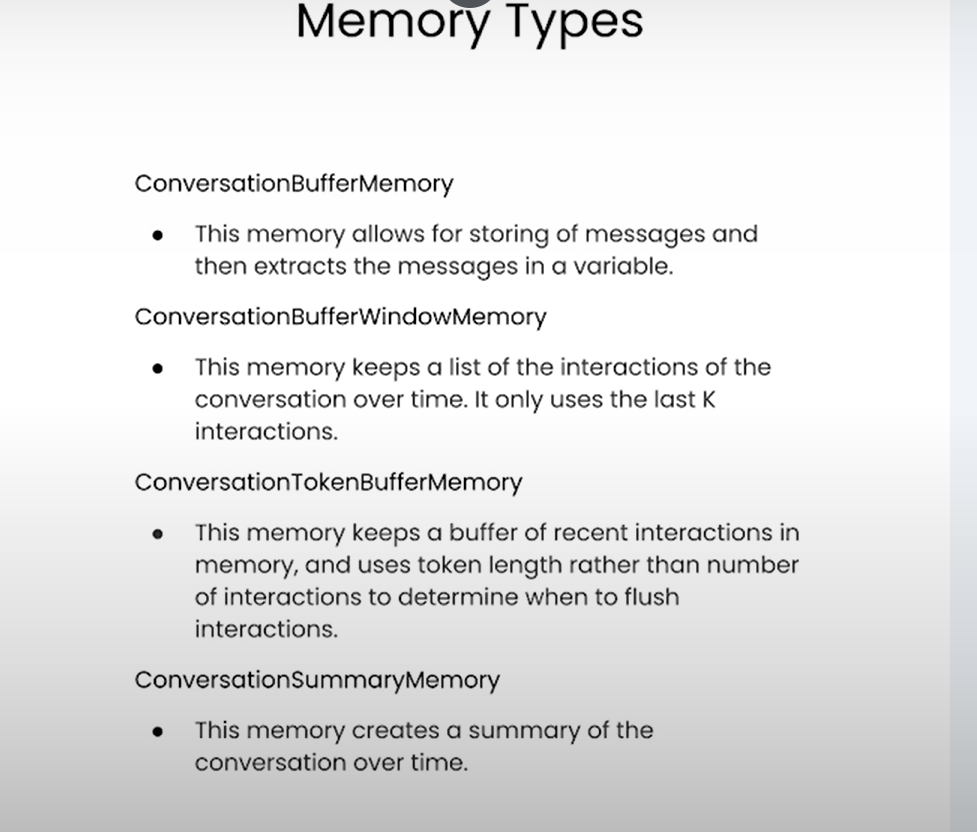 Memory Types
ConversationBufferMemory
• This memory allows for storing of messages and
then extracts the messages in a variable.
ConversationBufferWindowMemory
• This memory keeps a list of the interactions of the
conversation over time. It only uses the last K
interactions.
ConversationTokenBufferMemory
• This memory keeps a buffer of recent interactions in
memory, and uses token length rather than number
of interactions to determine when to flush
interactions.
ConversationSummaryMemory
• This memory creates a summary of the
conversation over time.